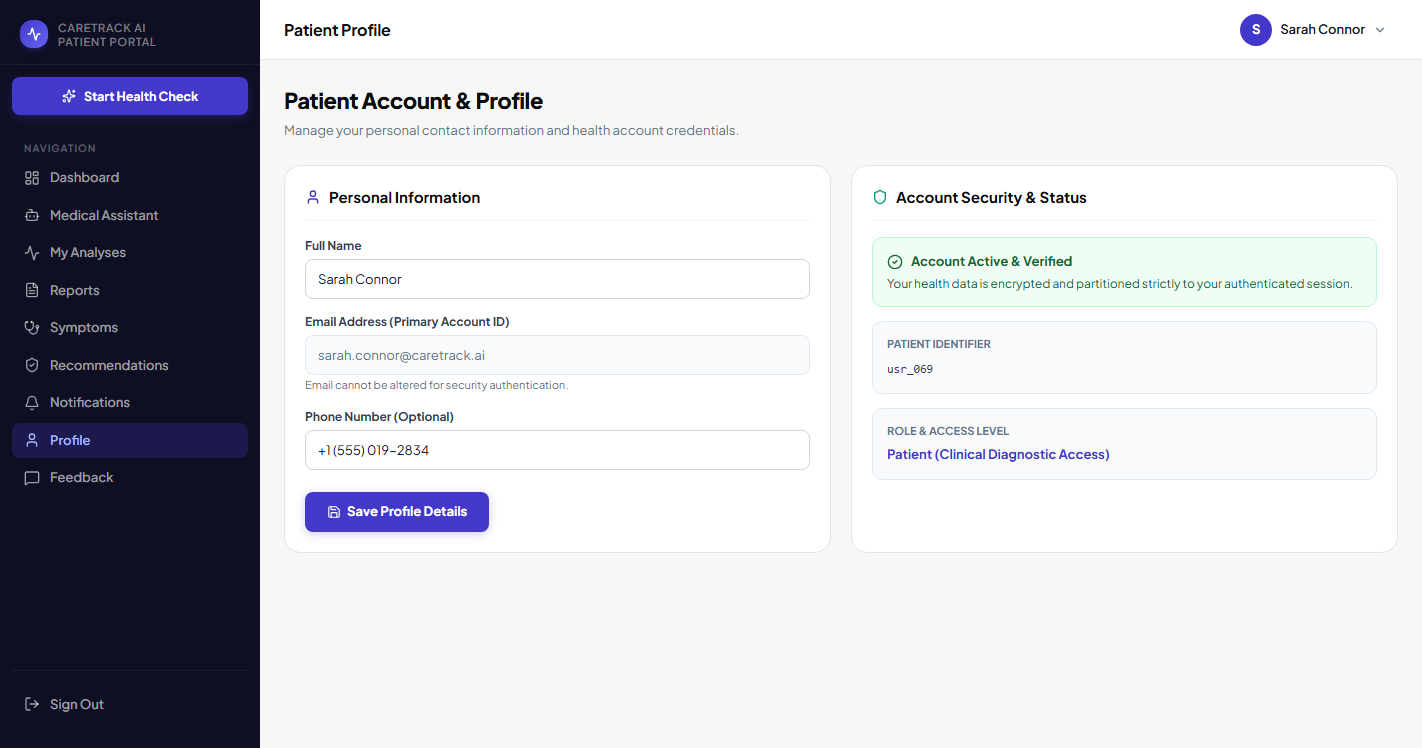 CARETRACK AI
PATIENT PORTAL
Start Health Check
NAVIGATION
Dashboard
Medical Assistant
My Analyses
Reports
Symptoms
Recommendations
Notifications
Profile
Feedback
Sign Out
Patient Profile
S
Sarah Connor
Patient Account & Profile
Manage your personal contact information and health account credentials.
Personal Information
Full Name
Sarah Connor
Email Address (Primary Account ID)
sarah.connor@caretrack.ai
Email cannot be altered for security authentication.
Phone Number (Optional)
+1 (555) 019-2834
Save Profile Details
Account Security & Status
Account Active & Verified
Your health data is encrypted and partitioned strictly to your authenticated session.
PATIENT IDENTIFIER
usr_069
ROLE & ACCESS LEVEL
Patient (Clinical Diagnostic Access)